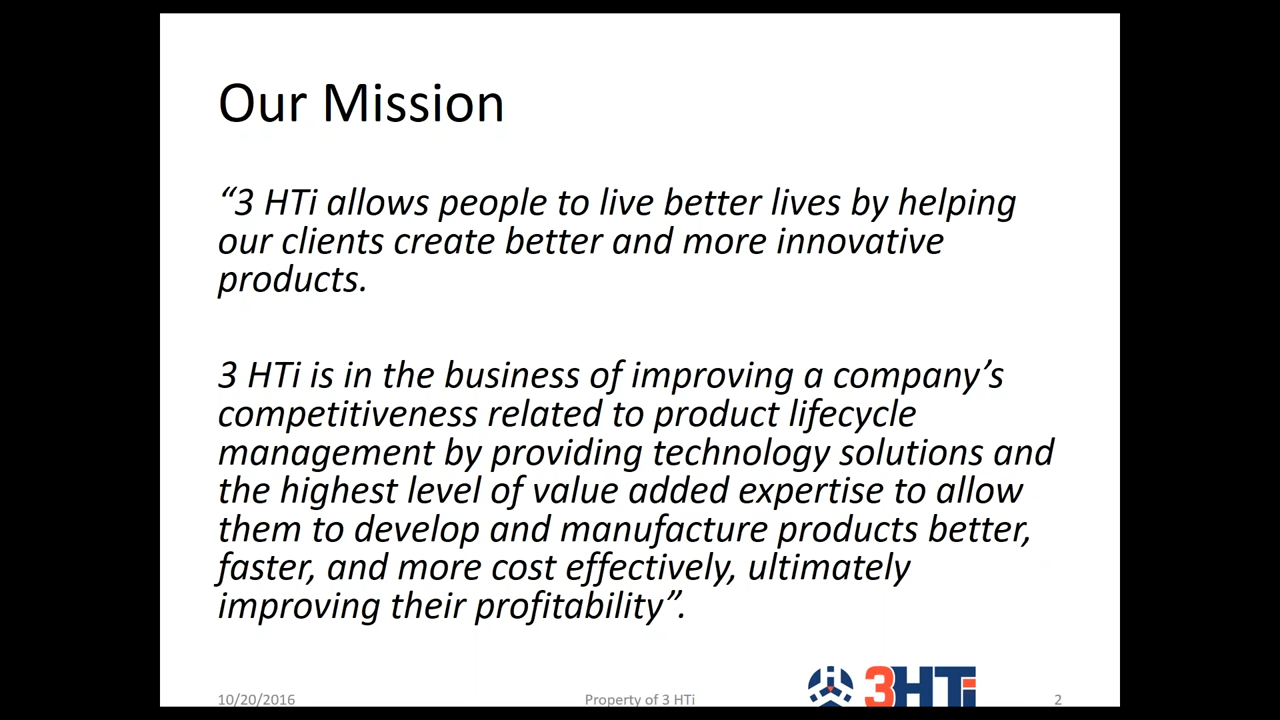 Our Mission
“3 HTi allows people to live better lives by helping
our clients create better and more innovative
products.
3 HTi is in the business of improving a company’s
competitiveness related to product lifecycle
management by providing technology solutions and
the highest level of value added expertise to allow
them to develop and manufacture products better,
faster, and more cost effectively, ultimately
improving their profitability”.
10/20/2016
Property of 3 HTi
3HTi
2